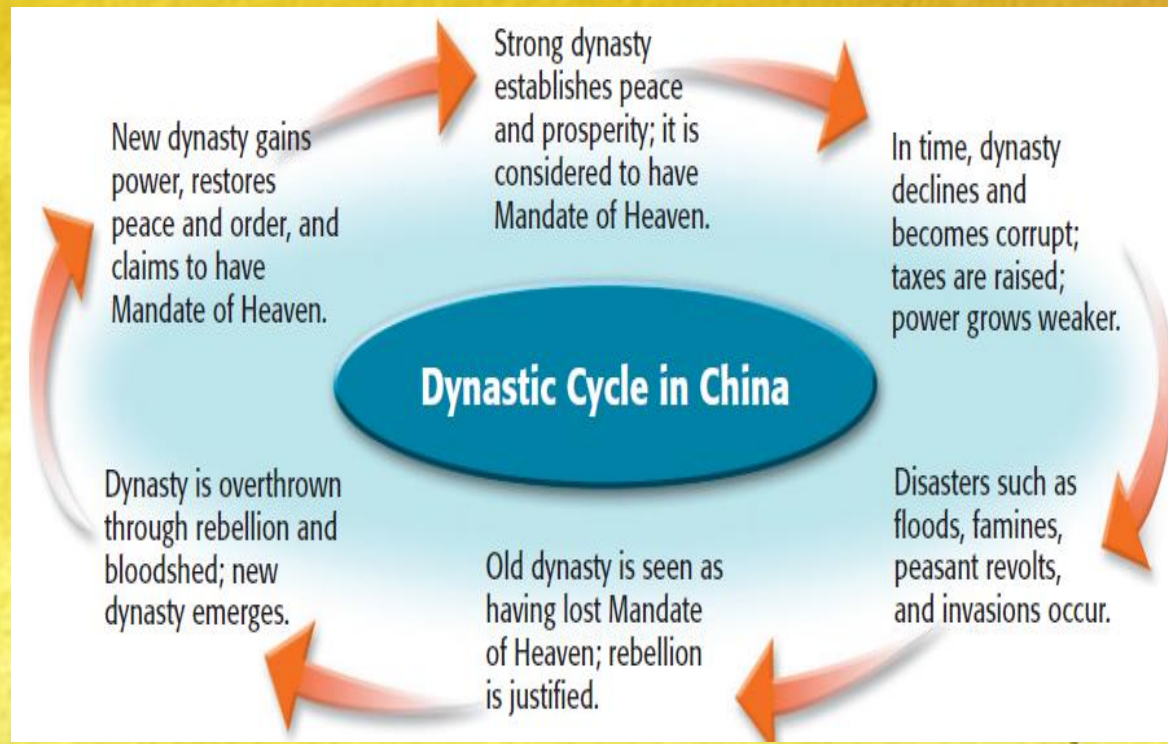 Dynastic Cycle in China
Strong dynasty
establishes peace
and prosperity; it is
considered to have
Mandate of Heaven.
In time, dynasty
declines and
becomes corrupt;
taxes are raised;
power grows weaker.
Disasters such as
floods, famines,
peasant revolts,
and invasions occur.
Old dynasty is seen as
having lost Mandate
of Heaven; rebellion
is justified.
Dynasty is overthrown
through rebellion and
bloodshed; new
dynasty emerges.
New dynasty gains
power, restores
peace and order, and
claims to have
Mandate of Heaven.